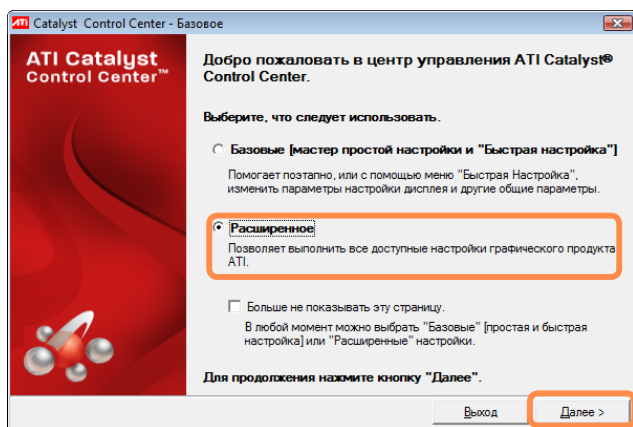 ATI Catalyst Control Center - Базовое
ATI Catalyst
Control Center™
Добро пожаловать в центр управления ATI Catalyst®
Control Center.
Выберите, что следует использовать.
Базовые [мастер простой настройки и "Быстрая настройка"]
Помогает поэтапно, или с помощью меню "Быстрая Настройка",
изменить параметры настройки дисплея и другие общие параметры.
Расширенное
Позволяет выполнить все доступные настройки графического продукта
ATI.
Больше не показывать эту страницу.
В любой момент можно выбрать "Базовые" [простая и быстрая
настройка] или "Расширенные" настройки.
Для продолжения нажмите кнопку "Далее".
Выход
Далее >